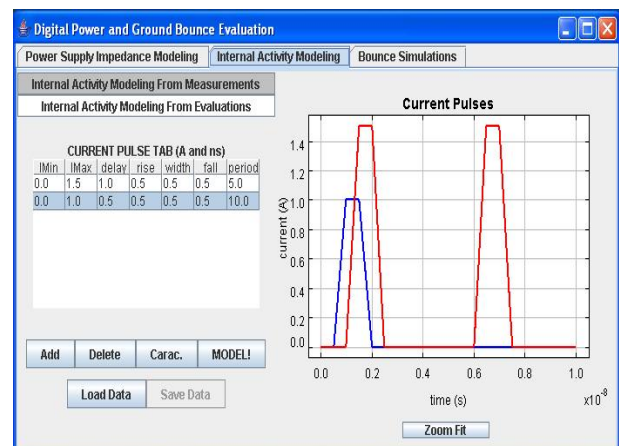 Digital Power and Ground Bounce Evaluation
Power Supply Impedance Modeling Internal Activity Modeling Bounce Simulations
Internal Activity Modeling From Measurements
Internal Activity Modeling From Evaluations
CURRENT PULSE TAB (A and ns)
IMin IMax delay rise width fall period
0.0 1.5 1.0 0.5 0.5 0.5 5.0
0.0 1.0 0.5 0.5 0.5 0.5 10.0
Add Delete Carac. MODEL!
Load Data Save Data
Current Pulses
current (A)
1.4
1.2
1.0
0.8
0.6
0.4
0.2
0.0
0.0 0.2 0.4 0.6 0.8 1.0
time (s) x10⁻⁸
Zoom Fit